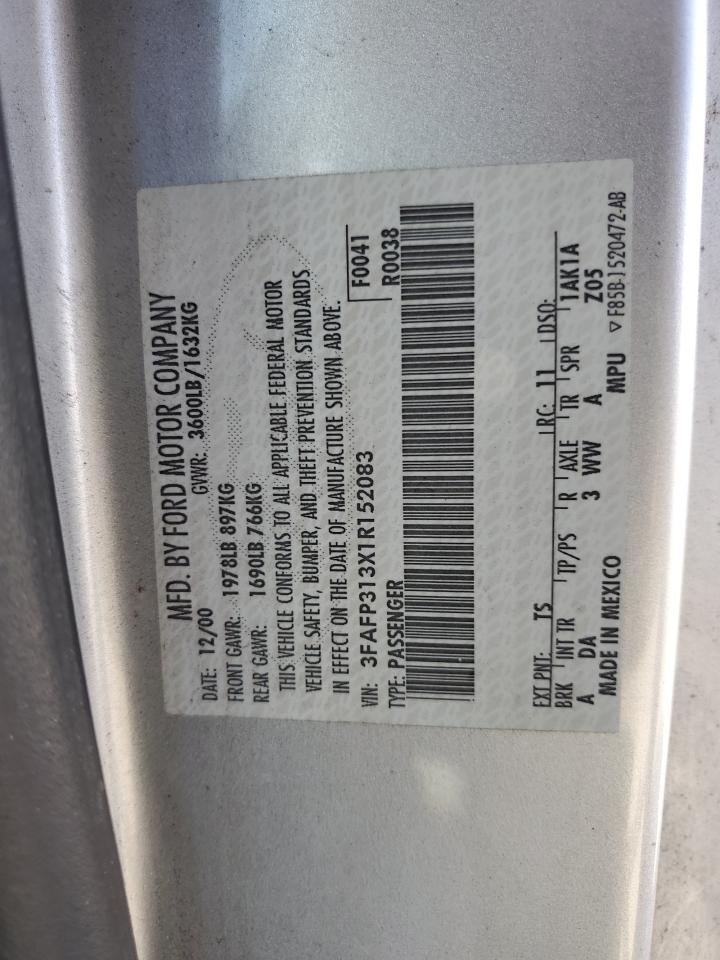 MFD. BY FORD MOTOR COMPANY
DATE: 12/00 GVWR: 3600LB/1632KG
FRONT GAWR: 1978LB 897KG
REAR GAWR: 1690LB 766KG
THIS VEHICLE CONFORMS TO ALL APPLICABLE FEDERAL MOTOR
VEHICLE SAFETY, BUMPER, AND THEFT PREVENTION STANDARDS
IN EFFECT ON THE DATE OF MANUFACTURE SHOWN ABOVE.
VIN: 3FAFP313X1R152083 F0041
TYPE: PASSENGER R0038
EXT PNT: TS RC: 11 DSO:
BRK INT TR TP/PS R AXLE TR SPR 1AK1A
A DA 3 WW A Z05
MADE IN MEXICO MPU ▽ F85B-1520472-AB